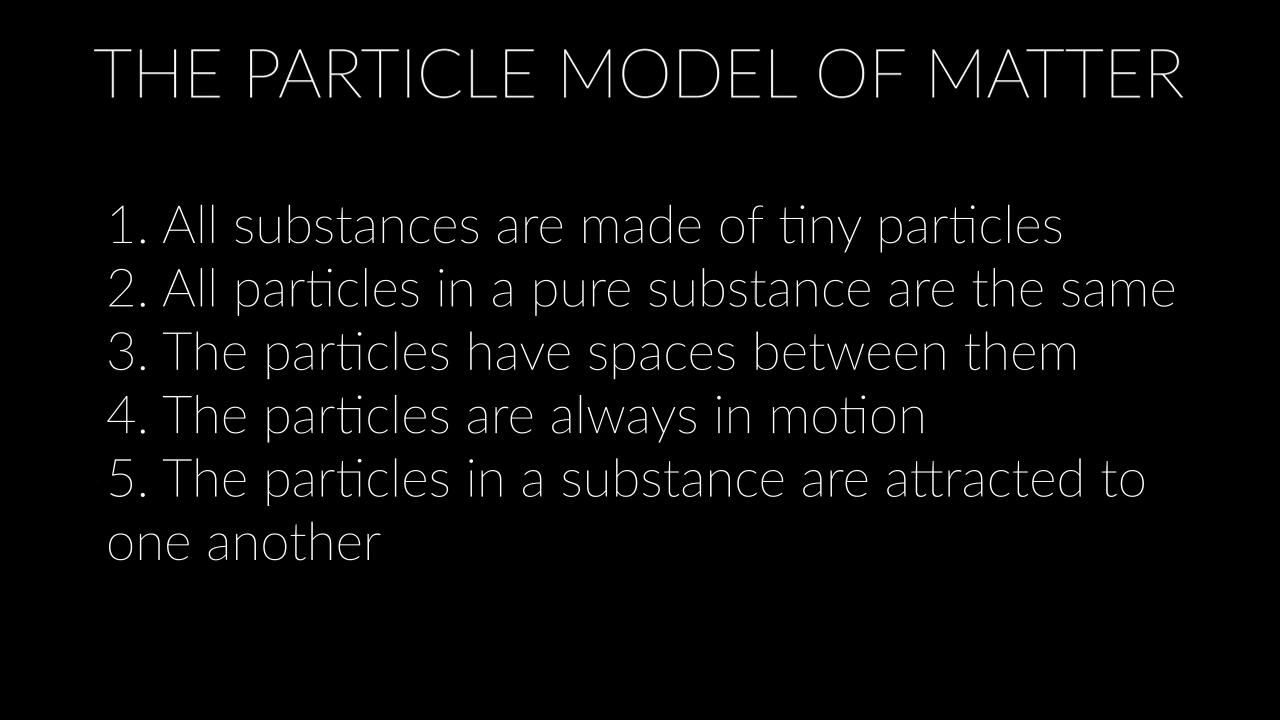 THE PARTICLE MODEL OF MATTER
1. All substances are made of tiny particles
2. All particles in a pure substance are the same
3. The particles have spaces between them
4. The particles are always in motion
5. The particles in a substance are attracted to
one another